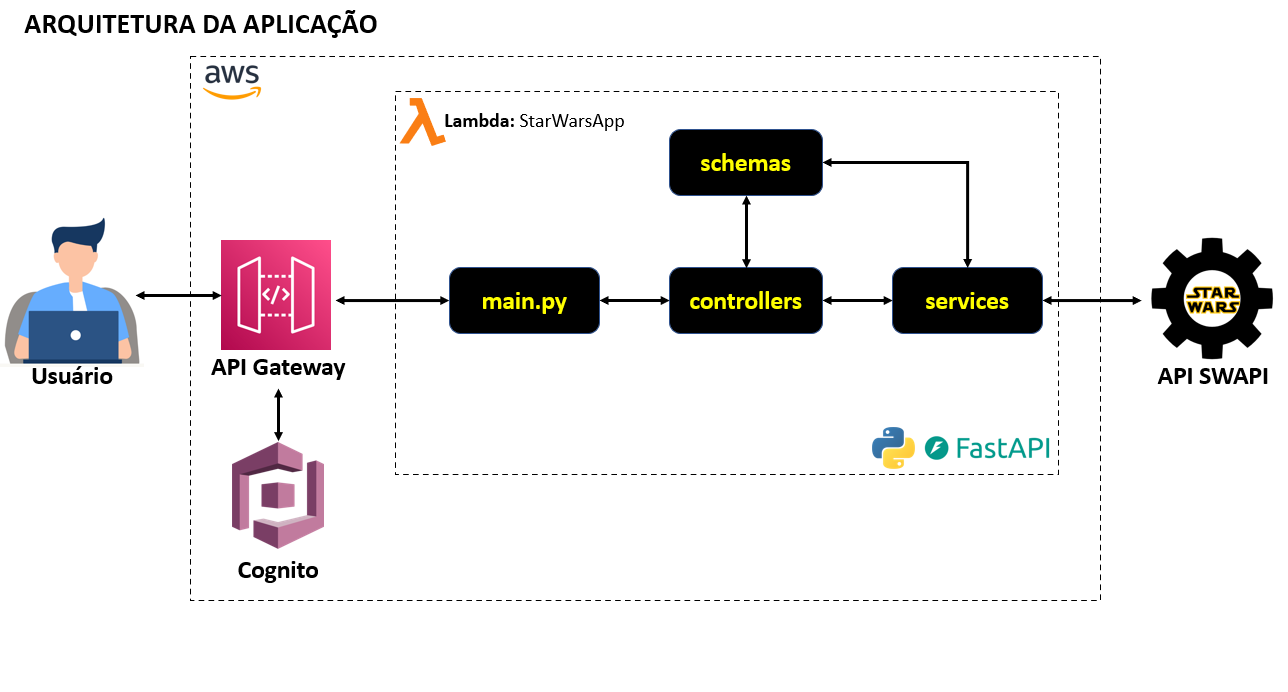 ARQUITETURA DA APLICAÇÃO
aws
Lambda: StarWarsApp
schemas
main.py
controllers
services
</>
STAR
WARS
Usuário
API Gateway
API SWAPI
FastAPI
Cognito